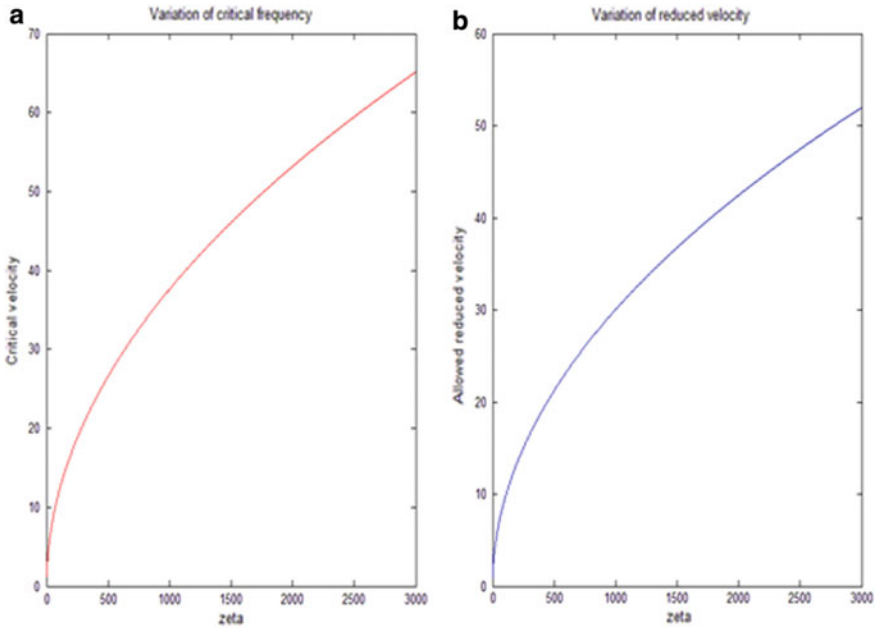 a
Variation of critical frequency
70
60
50
40
30
20
10
0
Critical velocity
0 500 1000 1500 2000 2500 3000
zeta
b
Variation of reduced velocity
60
50
40
30
20
10
0
Allowed reduced velocity
0 500 1000 1500 2000 2500 3000
zeta